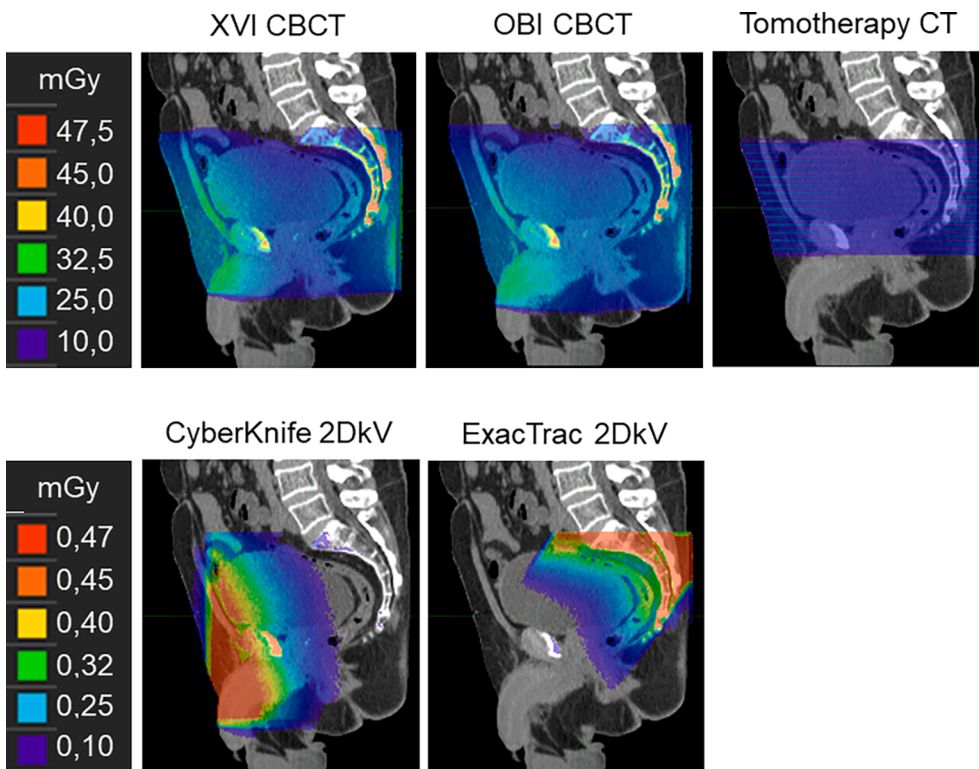 XVI CBCT
OBI CBCT
Tomotherapy CT
mGy
47,5
45,0
40,0
32,5
25,0
10,0
CyberKnife 2DkV
ExacTrac 2DkV
mGy
0,47
0,45
0,40
0,32
0,25
0,10